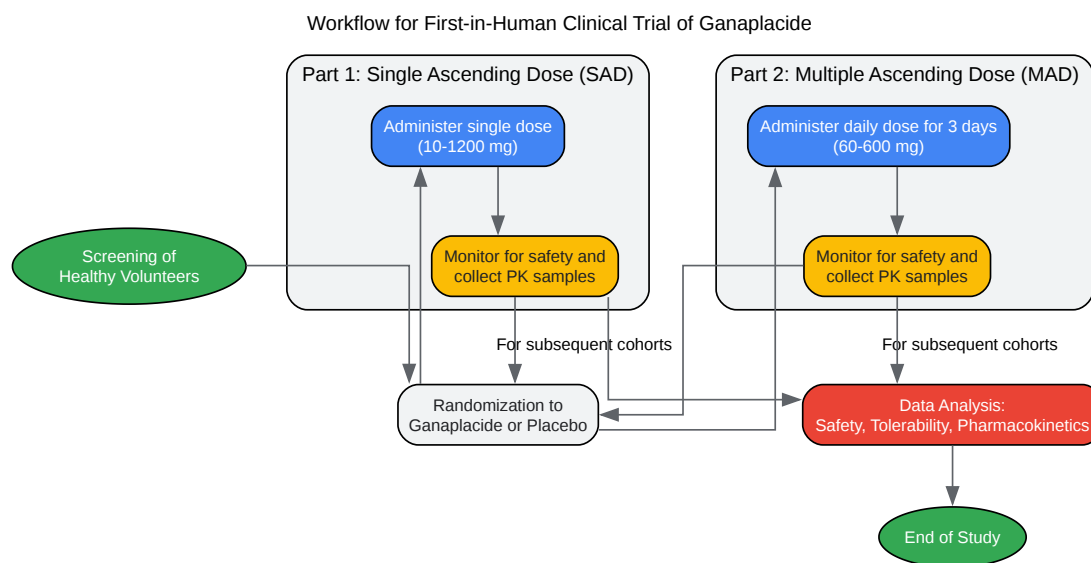 Workflow for First-in-Human Clinical Trial of Ganaplacide
Part 1: Single Ascending Dose (SAD)
Part 2: Multiple Ascending Dose (MAD)
Administer single dose
(10-1200 mg)
Administer daily dose for 3 days
(60-600 mg)
Screening of
Healthy Volunteers
Monitor for safety and
collect PK samples
Monitor for safety and
collect PK samples
For subsequent cohorts
For subsequent cohorts
Randomization to
Ganaplacide or Placebo
Data Analysis:
Safety, Tolerability, Pharmacokinetics
End of Study